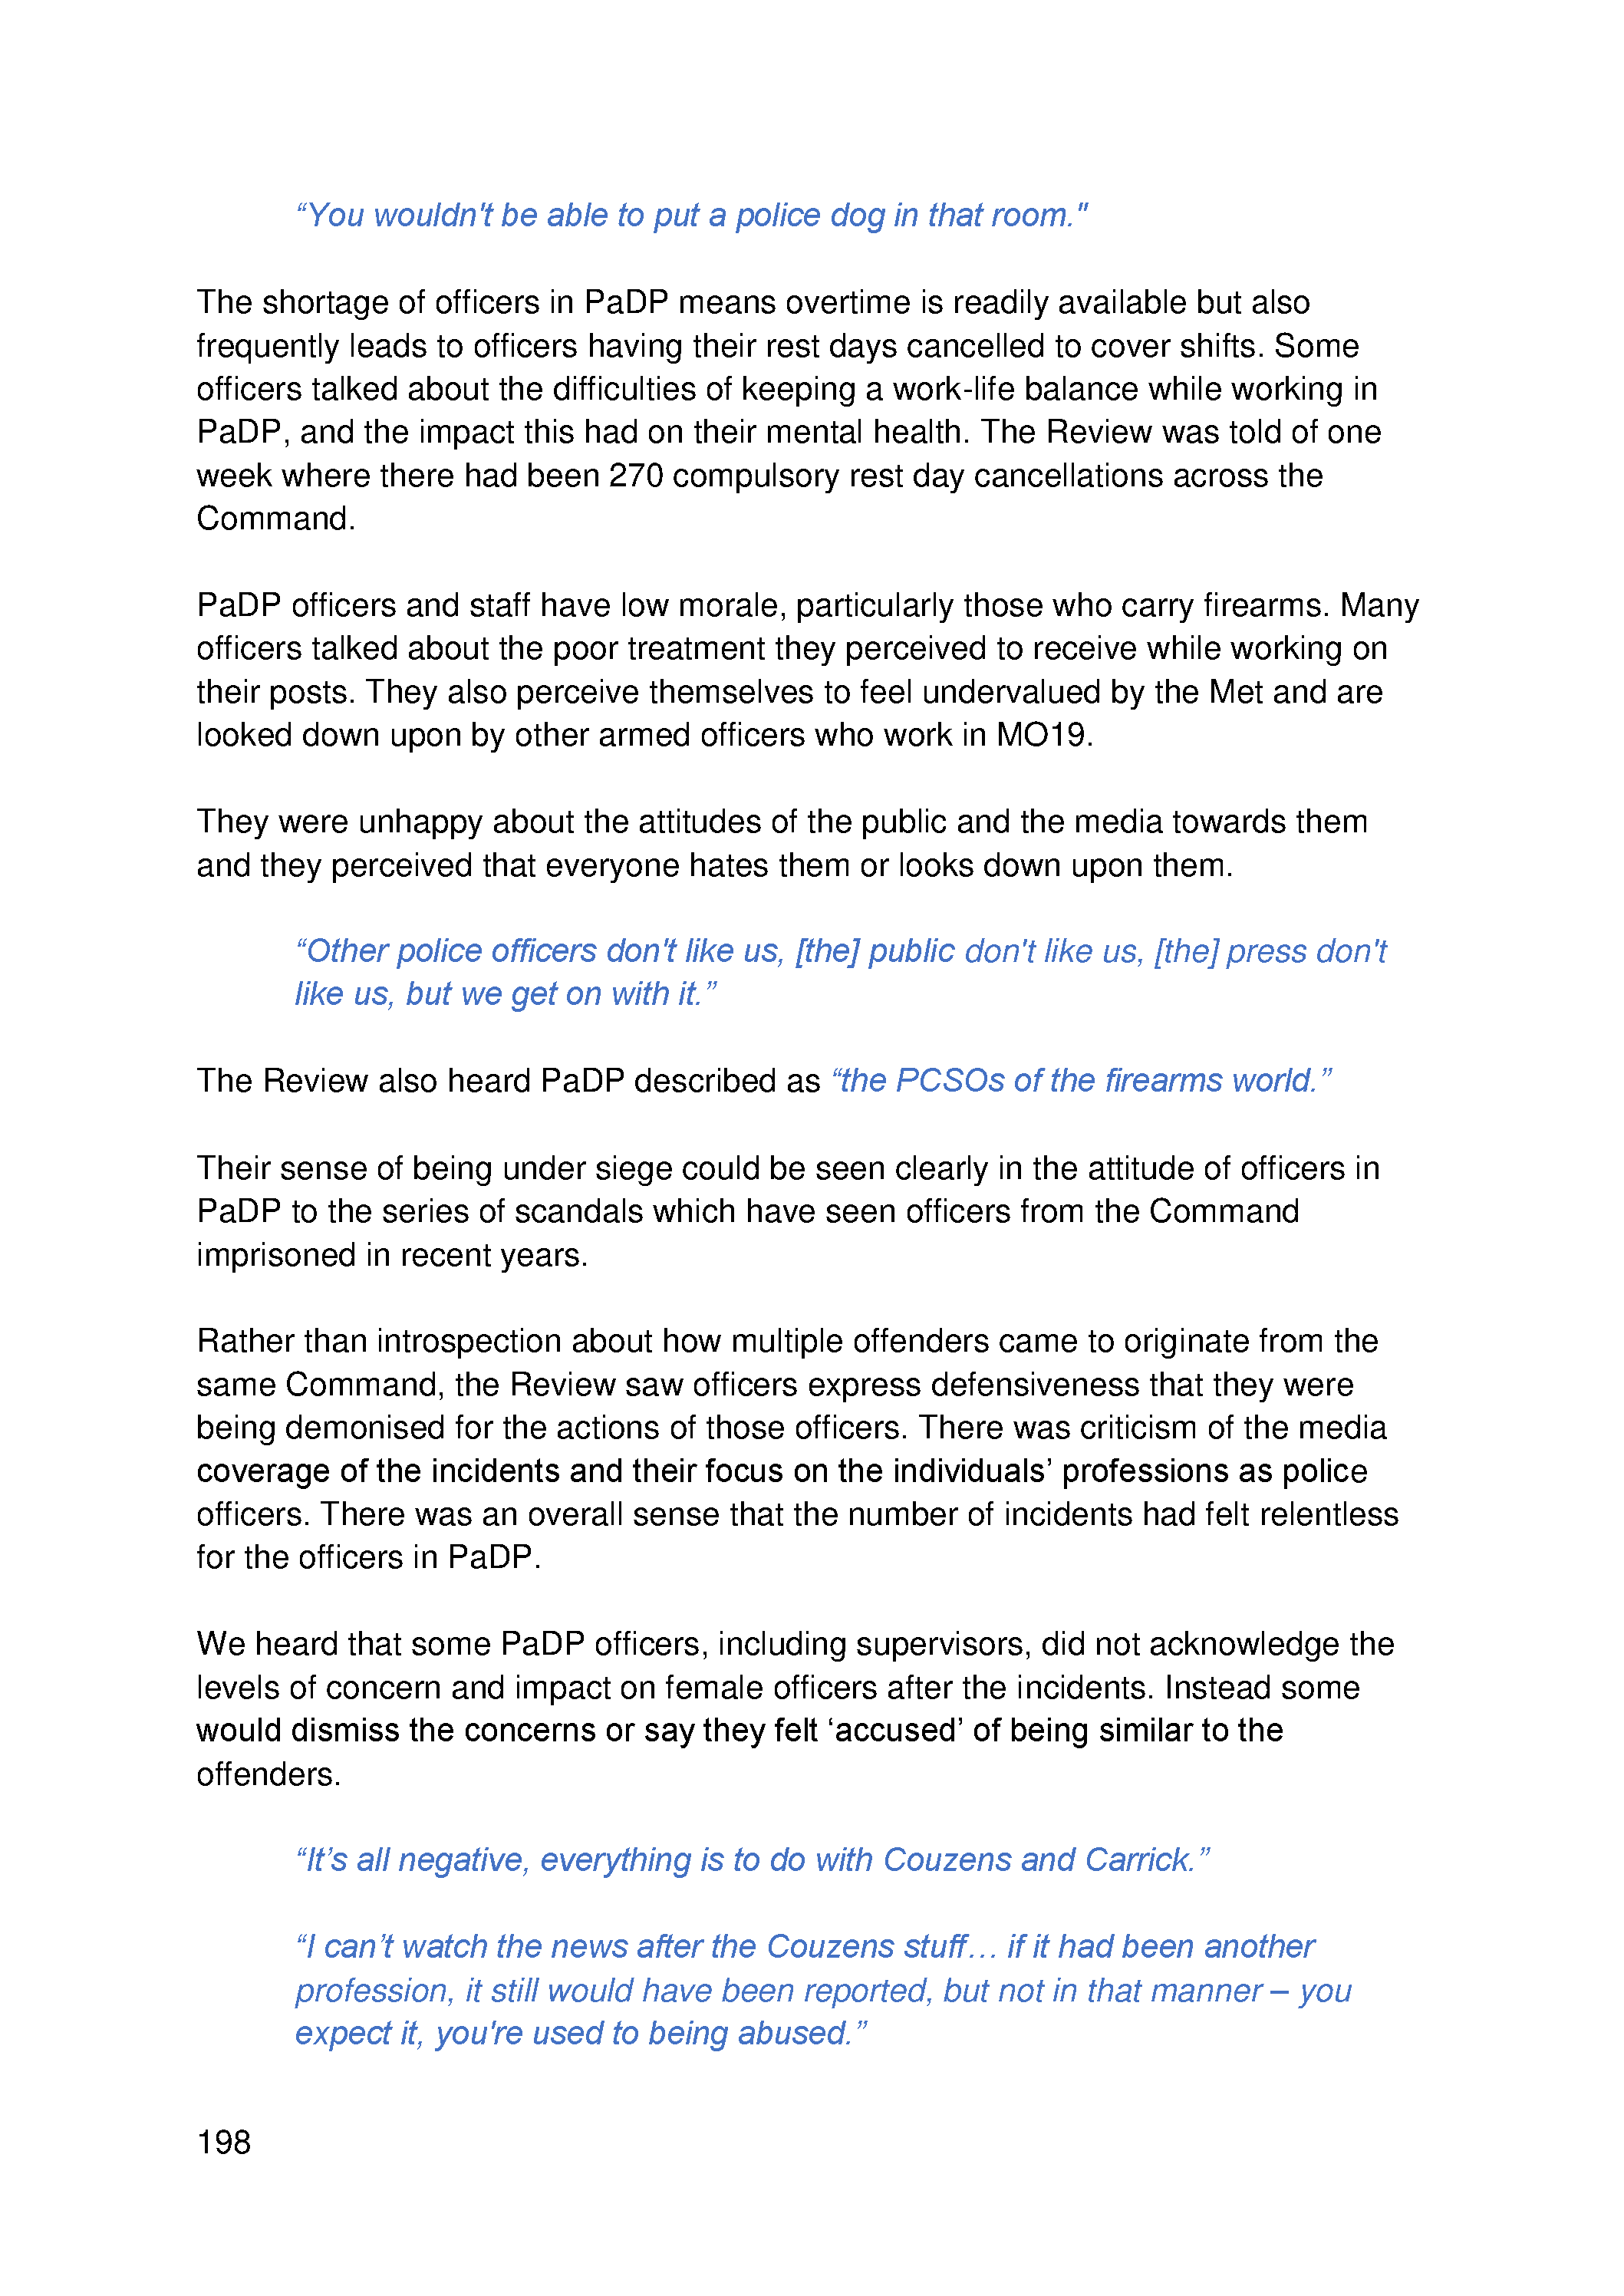 “You wouldn't be able to put a police dog in that room."
The shortage of officers in PaDP means overtime is readily available but also
frequently leads to officers having their rest days cancelled to cover shifts. Some
officers talked about the difficulties of keeping a work-life balance while working in
PaDP, and the impact this had on their mental health. The Review was told of one
week where there had been 270 compulsory rest day cancellations across the
Command.
PaDP officers and staff have low morale, particularly those who carry firearms. Many
officers talked about the poor treatment they perceived to receive while working on
their posts. They also perceive themselves to feel undervalued by the Met and are
looked down upon by other armed officers who work in MO19.
They were unhappy about the attitudes of the public and the media towards them
and they perceived that everyone hates them or looks down upon them.
“Other police officers don't like us, [the] public don't like us, [the] press don't
like us, but we get on with it.”
The Review also heard PaDP described as “the PCSOs of the firearms world.”
Their sense of being under siege could be seen clearly in the attitude of officers in
PaDP to the series of scandals which have seen officers from the Command
imprisoned in recent years.
Rather than introspection about how multiple offenders came to originate from the
same Command, the Review saw officers express defensiveness that they were
being demonised for the actions of those officers. There was criticism of the media
coverage of the incidents and their focus on the individuals’ professions as police
officers. There was an overall sense that the number of incidents had felt relentless
for the officers in PaDP.
We heard that some PaDP officers, including supervisors, did not acknowledge the
levels of concern and impact on female officers after the incidents. Instead some
would dismiss the concerns or say they felt ‘accused’ of being similar to the
offenders.
“It’s all negative, everything is to do with Couzens and Carrick.”
“I can’t watch the news after the Couzens stuff… if it had been another
profession, it still would have been reported, but not in that manner – you
expect it, you're used to being abused.”
198